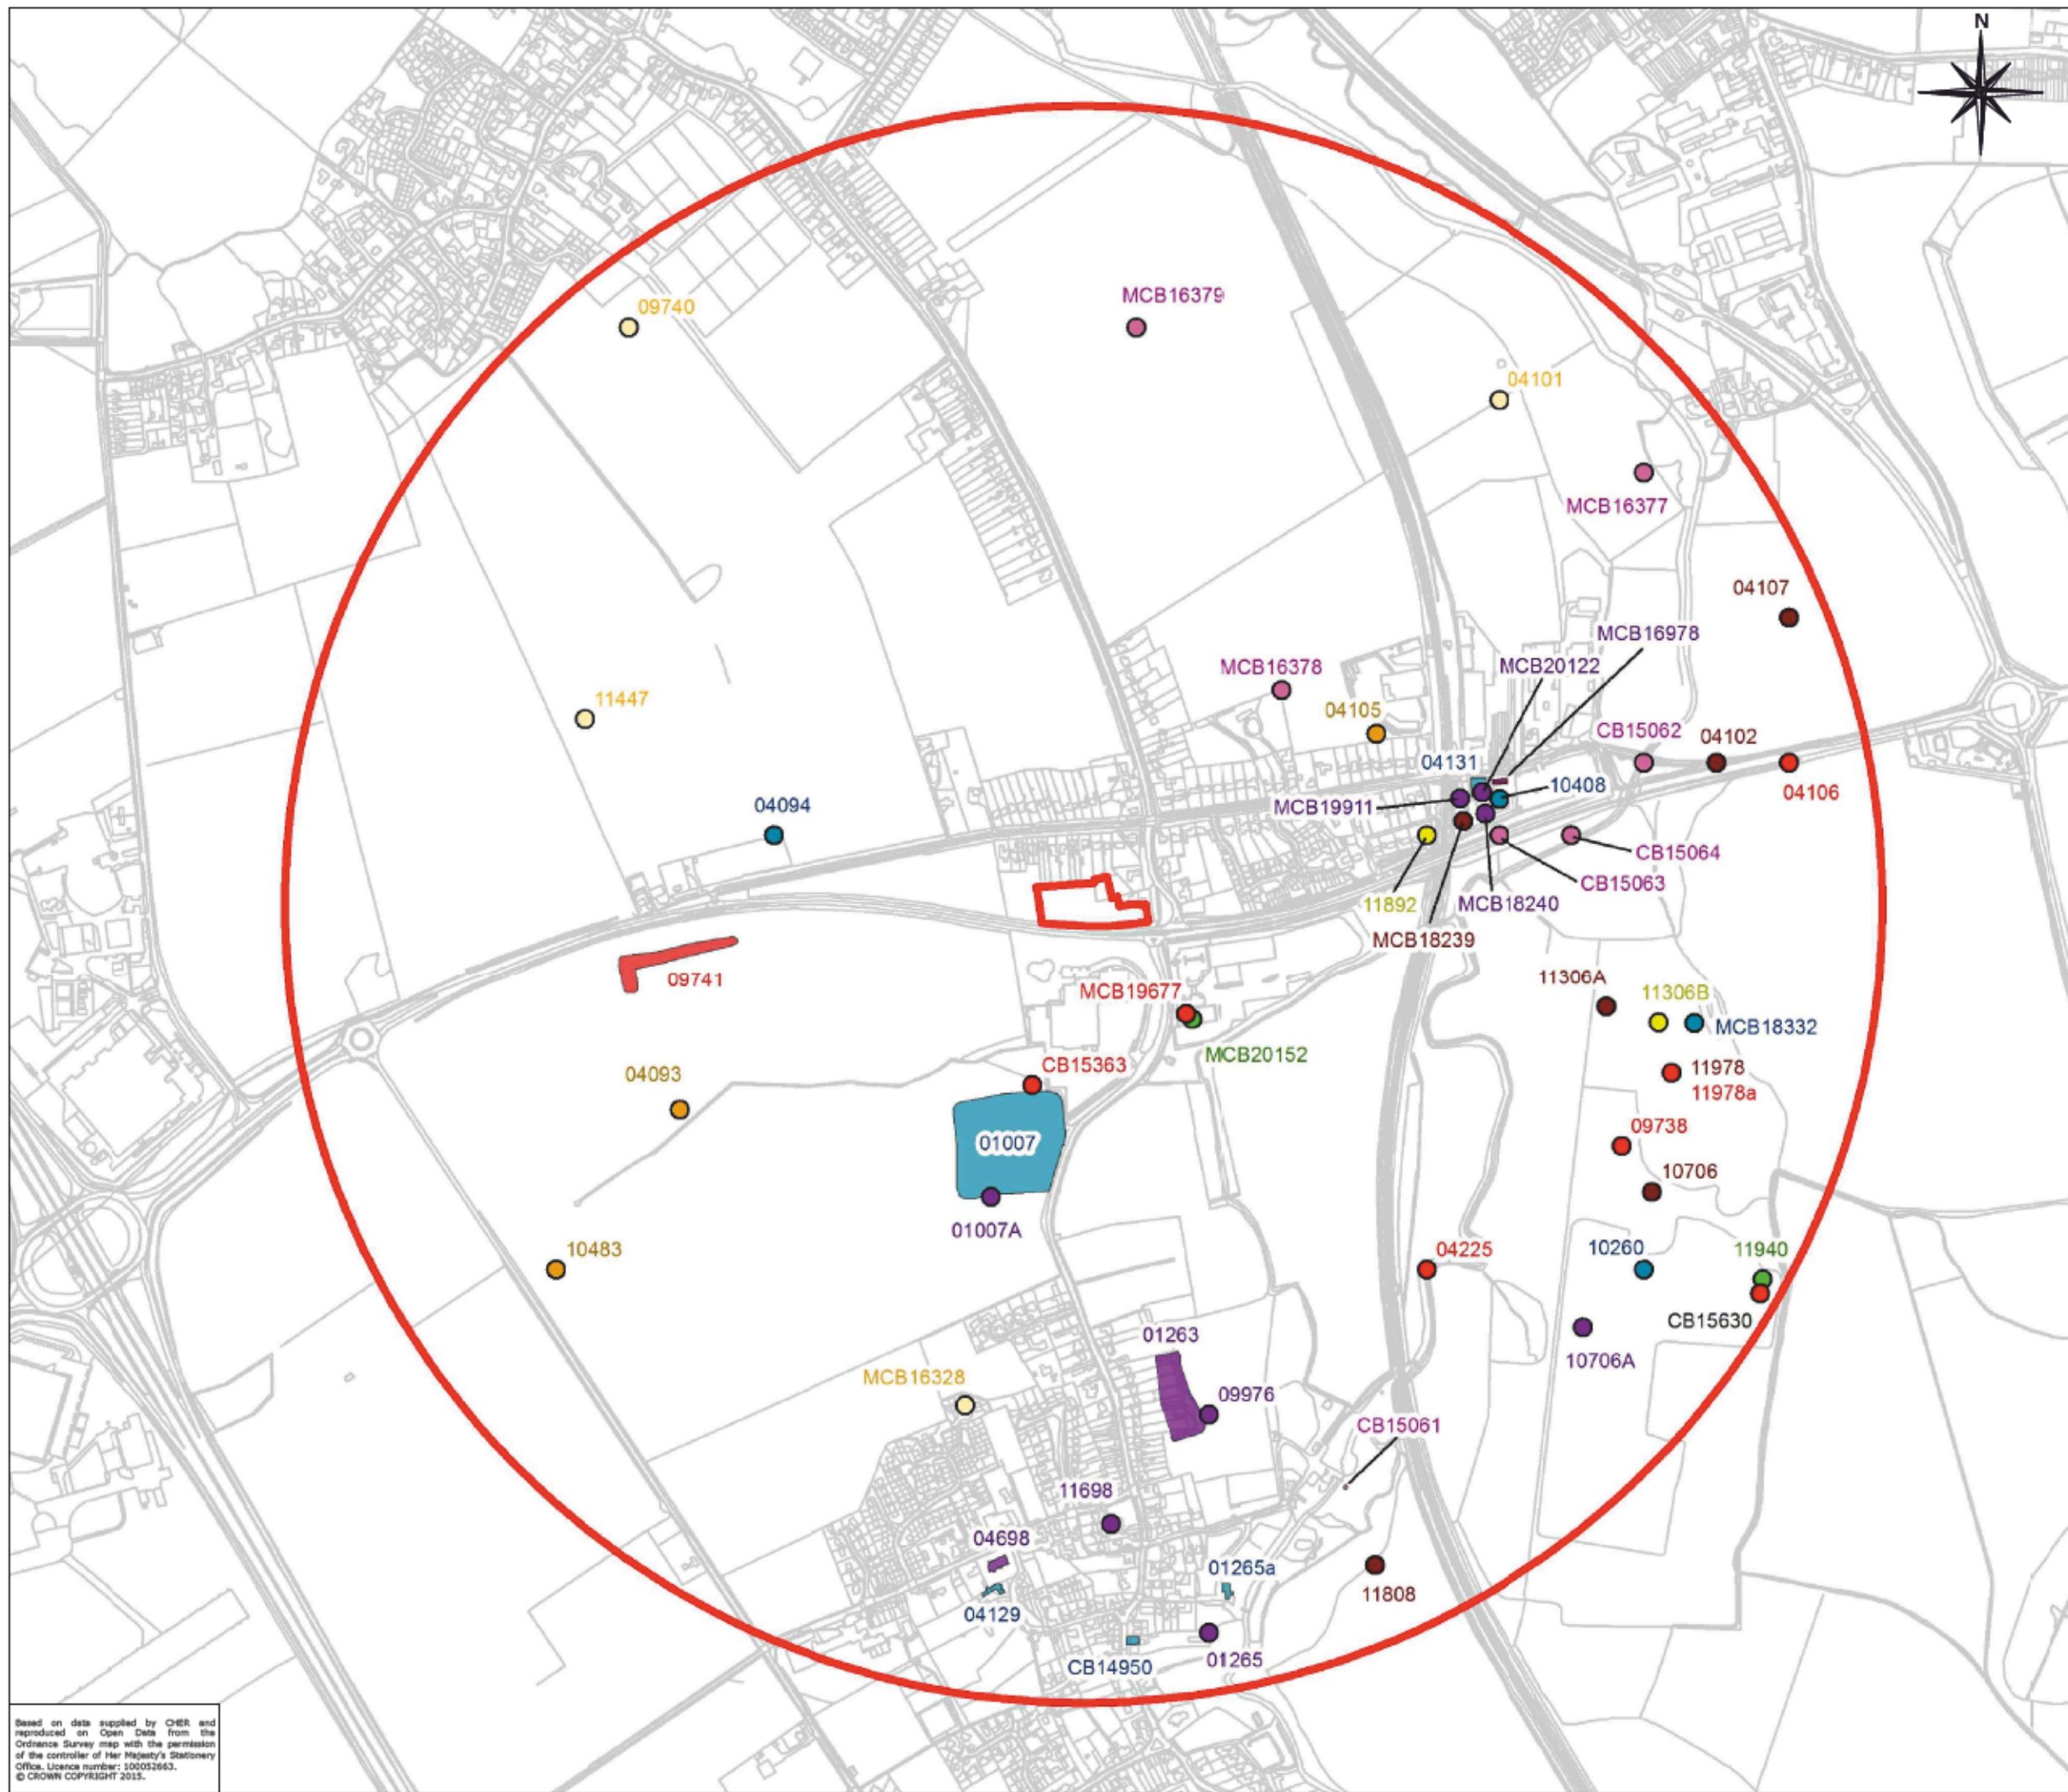 N
09740
MCB16379
04101
MCB16377
04107
MCB16978
MCB20122
MCB16378
11447
04105
CB15062
04102
04131
10408
04106
04094
MCB19911
CB15064
CB15063
11892
MCB18240
MCB18239
09741
11306A
MCB19677
11306B
MCB18332
MCB20152
CB15363
11978
11978a
04093
09738
01007
10706
01007A
10483
04225
10260
11940
CB15630
01263
10706A
MCB16328
09976
CB15061
11698
04698
01265a
11808
04129
01265
CB14950
Based on data supplied by CHER and
reproduced on Open Data from the
Ordnance Survey map with the permission
of the controller of Her Majesty's Stationery
Office. Licence number: 100052663.
© CROWN COPYRIGHT 2015.